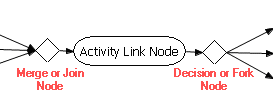 Activity Link Node
Merge or Join
Node
Decision or Fork
Node